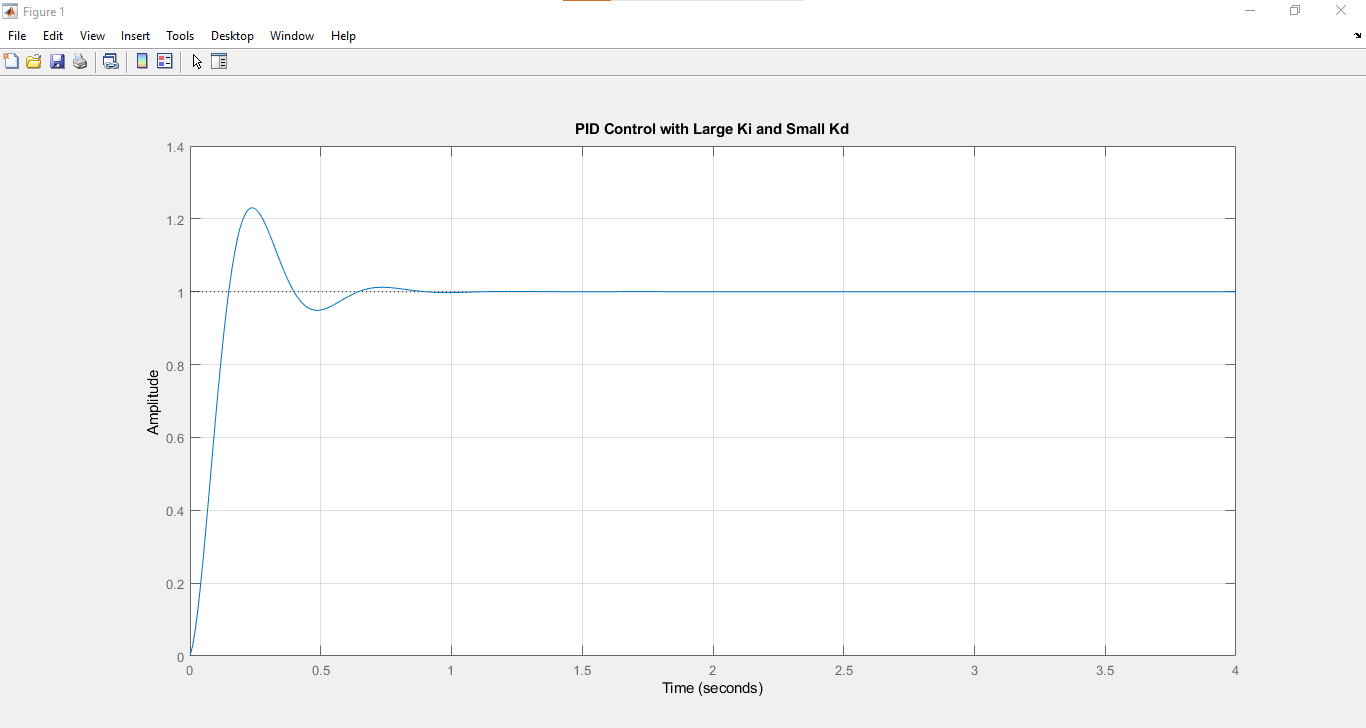 Figure 1
File Edit View Insert Tools Desktop Window Help
PID Control with Large Ki and Small Kd
1.4
1.2
1
0.8
0.6
0.4
0.2
0
Amplitude
0 0.5 1 1.5 2 2.5 3 3.5 4
Time (seconds)